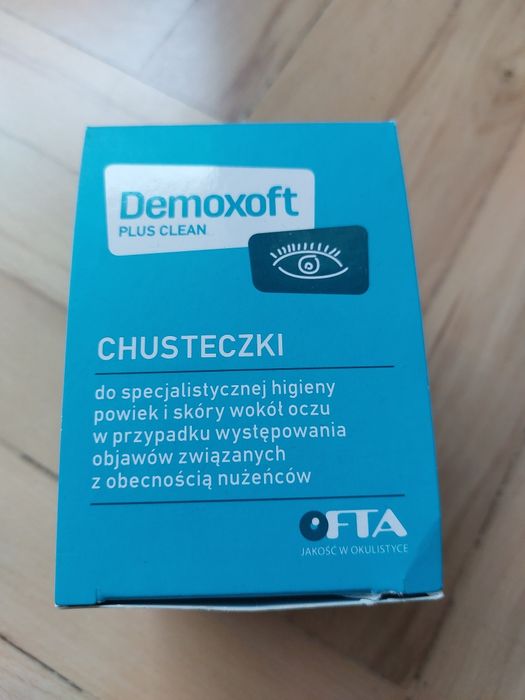 Demoxoft
PLUS CLEAN
CHUSTECZKI
do specjalistycznej higieny
powiek i skóry wokół oczu
w przypadku występowania
objawów związanych
z obecnością nużeńców
OFTA
JAKOŚĆ W OKULISTYCE